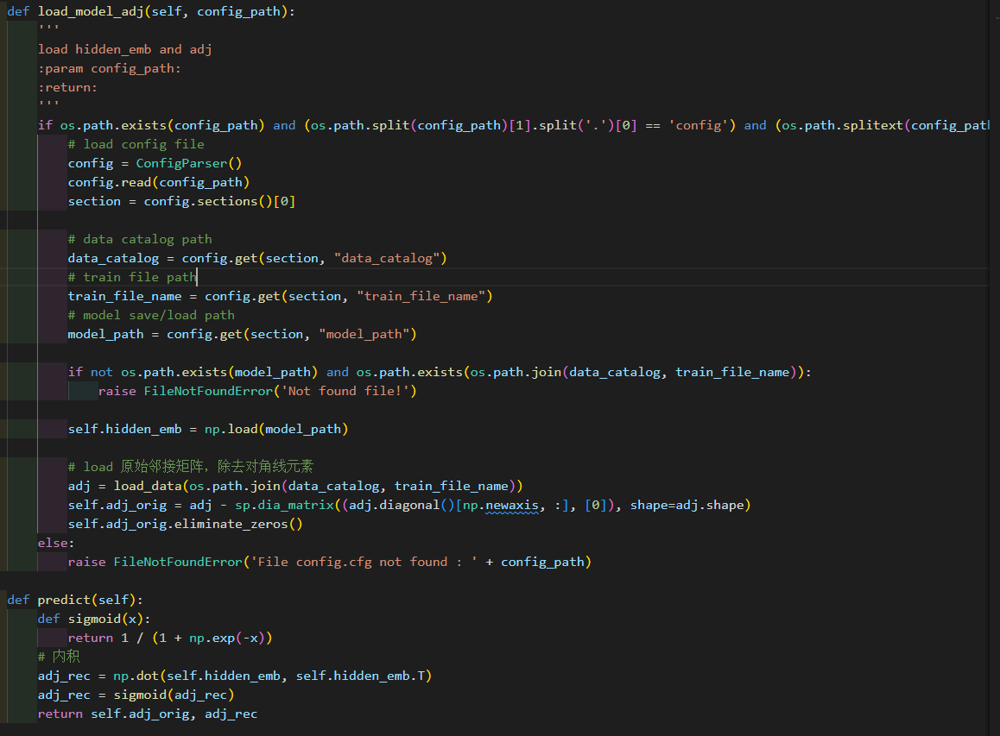 def load_model_adj(self, config_path):
    '''
    load hidden_emb and adj
    :param config_path:
    :return:
    '''
    if os.path.exists(config_path) and (os.path.split(config_path)[1].split('.')[0] == 'config') and (os.path.splitext(config_pat
        # load config file
        config = ConfigParser()
        config.read(config_path)
        section = config.sections()[0]

        # data catalog path
        data_catalog = config.get(section, "data_catalog")
        # train file path
        train_file_name = config.get(section, "train_file_name")
        # model save/load path
        model_path = config.get(section, "model_path")

        if not os.path.exists(model_path) and os.path.exists(os.path.join(data_catalog, train_file_name)):
            raise FileNotFoundError('Not found file!')

        self.hidden_emb = np.load(model_path)

        # load 原始邻接矩阵，除去对角线元素
        adj = load_data(os.path.join(data_catalog, train_file_name))
        self.adj_orig = adj - sp.dia_matrix((adj.diagonal()[np.newaxis, :], [0]), shape=adj.shape)
        self.adj_orig.eliminate_zeros()
    else:
        raise FileNotFoundError('File config.cfg not found : ' + config_path)

def predict(self):
    def sigmoid(x):
        return 1 / (1 + np.exp(-x))
    # 内积
    adj_rec = np.dot(self.hidden_emb, self.hidden_emb.T)
    adj_rec = sigmoid(adj_rec)
    return self.adj_orig, adj_rec